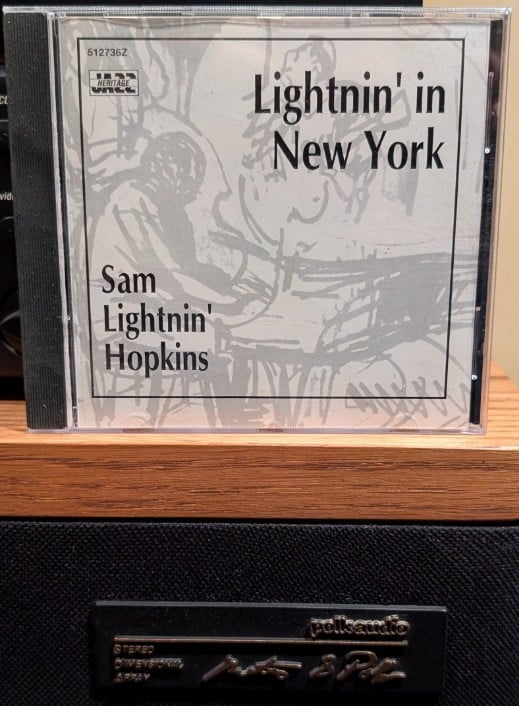 512736Z
JAZZ
HERITAGE
Lightnin' in
New York
Sam
Lightnin'
Hopkins
polkaudio
STEREO
DIMENSIONAL
ARRAY